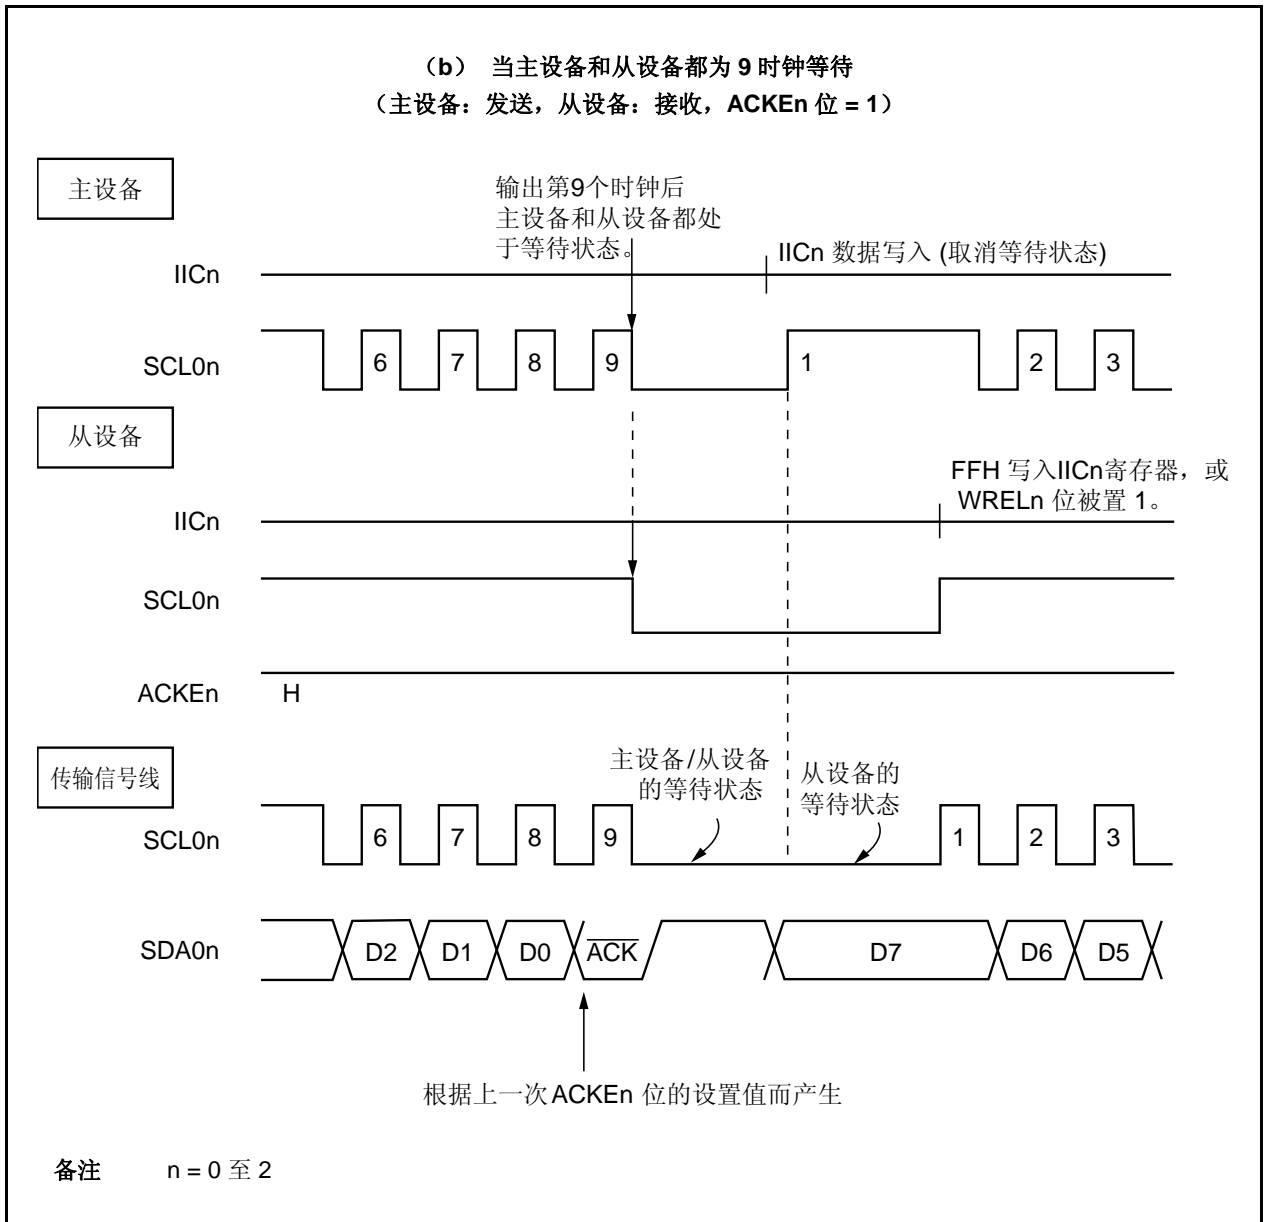 （b） 当主设备和从设备都为 9 时钟等待
（主设备：发送，从设备：接收，ACKEn 位 = 1）
主设备
输出第9个时钟后
主设备和从设备都处
于等待状态。
IICn 数据写入 (取消等待状态)
IICn
SCL0n
6 7 8 9 1 2 3
从设备
FFH 写入IICn寄存器，或
WRELn 位被置 1。
IICn
SCL0n
ACKEn H
传输信号线
主设备/从设备
的等待状态
从设备的
等待状态
SCL0n
6 7 8 9 1 2 3
SDA0n
D2 D1 D0 ACK D7 D6 D5
根据上一次ACKEn 位的设置值而产生
备注 n = 0 至 2